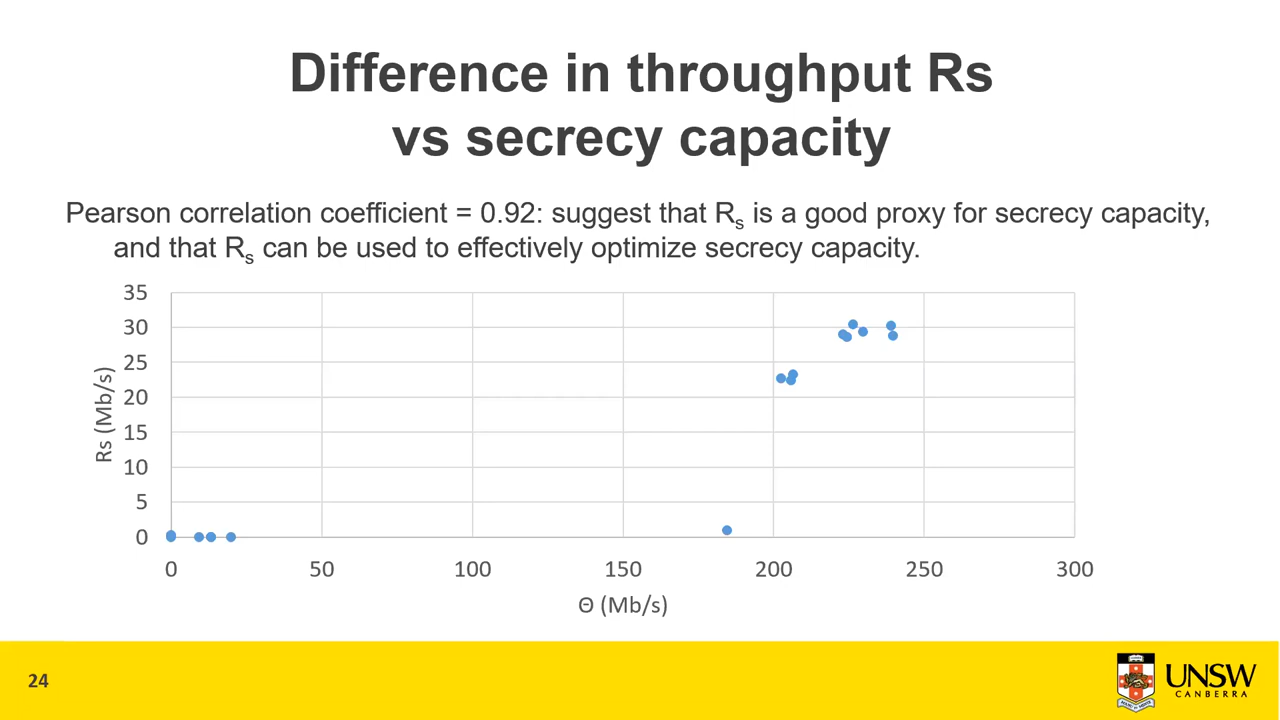 Difference in throughput Rs
vs secrecy capacity
Pearson correlation coefficient = 0.92: suggest that Rs is a good proxy for secrecy capacity,
and that Rs can be used to effectively optimize secrecy capacity.
35
30
25
20
15
10
5
0
Rs (Mb/s)
0 50 100 150 200 250 300
Θ (Mb/s)
24
UNSW
CANBERRA